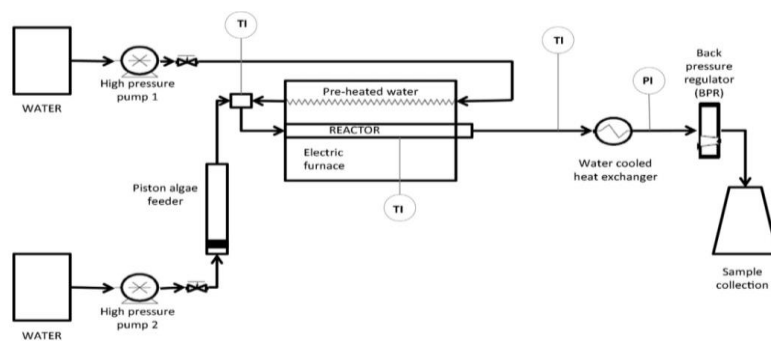 TI
TI
Back
pressure
regulator
(BPR)
High pressure
pump 1
WATER
Pre-heated water
PI
REACTOR
Electric
furnace
Water cooled
heat exchanger
Piston algae
feeder
TI
Sample
collection
High pressure
pump 2
WATER